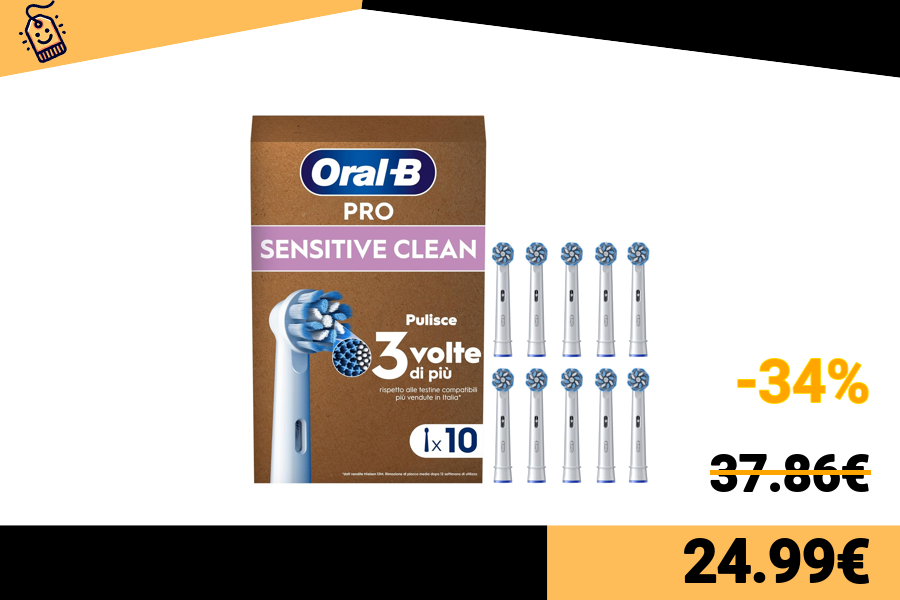 Oral-B
PRO
SENSITIVE CLEAN
Pulisce
3 volte
di più
rispetto alle testine compatibili
più vendute in Italia*
x10
-34%
37.86€
24.99€